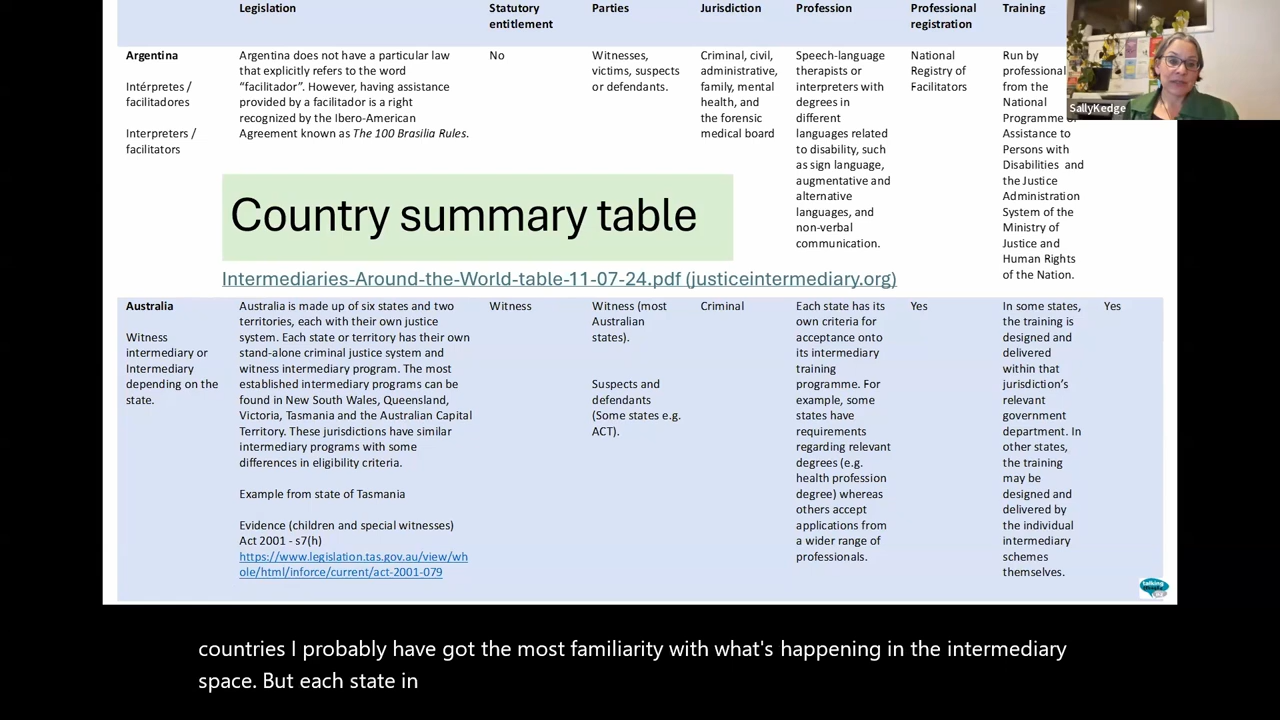 Legislation
Statutory
entitlement
Parties
Jurisdiction
Profession
Professional
registration
Training
Argentina
Intérpretes /
facilitadores
Interpreters /
facilitators
Argentina does not have a particular law
that explicitly refers to the word
“facilitador”. However, having assistance
provided by a facilitador is a right
recognized by the Ibero-American
Agreement known as The 100 Brasilia Rules.
No
Witnesses,
victims, suspects
or defendants.
Criminal, civil,
administrative,
family, mental
health, and
the forensic
medical board
Speech-language
therapists or
interpreters with
degrees in
different
languages related
to disability, such
as sign language,
augmentative and
alternative
languages, and
non-verbal
communication.
National
Registry of
Facilitators
Run by
professional
from the
National
Programme of
Assistance to
Persons with
Disabilities and
the Justice
Administration
System of the
Ministry of
Justice and
Human Rights
of the Nation.
SallyKedge
Country summary table
Intermediaries-Around-the-World-table-11-07-24.pdf (justiceintermediary.org)
Australia
Witness
intermediary or
Intermediary
depending on the
state.
Australia is made up of six states and two
territories, each with their own justice
system. Each state or territory has their own
stand-alone criminal justice system and
witness intermediary program. The most
established intermediary programs can be
found in New South Wales, Queensland,
Victoria, Tasmania and the Australian Capital
Territory. These jurisdictions have similar
intermediary programs with some
differences in eligibility criteria.
Example from state of Tasmania
Evidence (children and special witnesses)
Act 2001 - s7(h)
https://www.legislation.tas.gov.au/view/wh
ole/html/inforce/current/act-2001-079
Witness
Witness (most
Australian
states).
Suspects and
defendants
(Some states e.g.
ACT).
Criminal
Each state has its
own criteria for
acceptance onto
its intermediary
training
programme. For
example, some
states have
requirements
regarding relevant
degrees (e.g.
health profession
degree) whereas
others accept
applications from
a wider range of
professionals.
Yes
In some states,
the training is
designed and
delivered
within that
jurisdiction’s
relevant
government
department. In
other states,
the training
may be
designed and
delivered by
the individual
intermediary
schemes
themselves.
Yes
talking
countries I probably have got the most familiarity with what's happening in the intermediary
space. But each state in